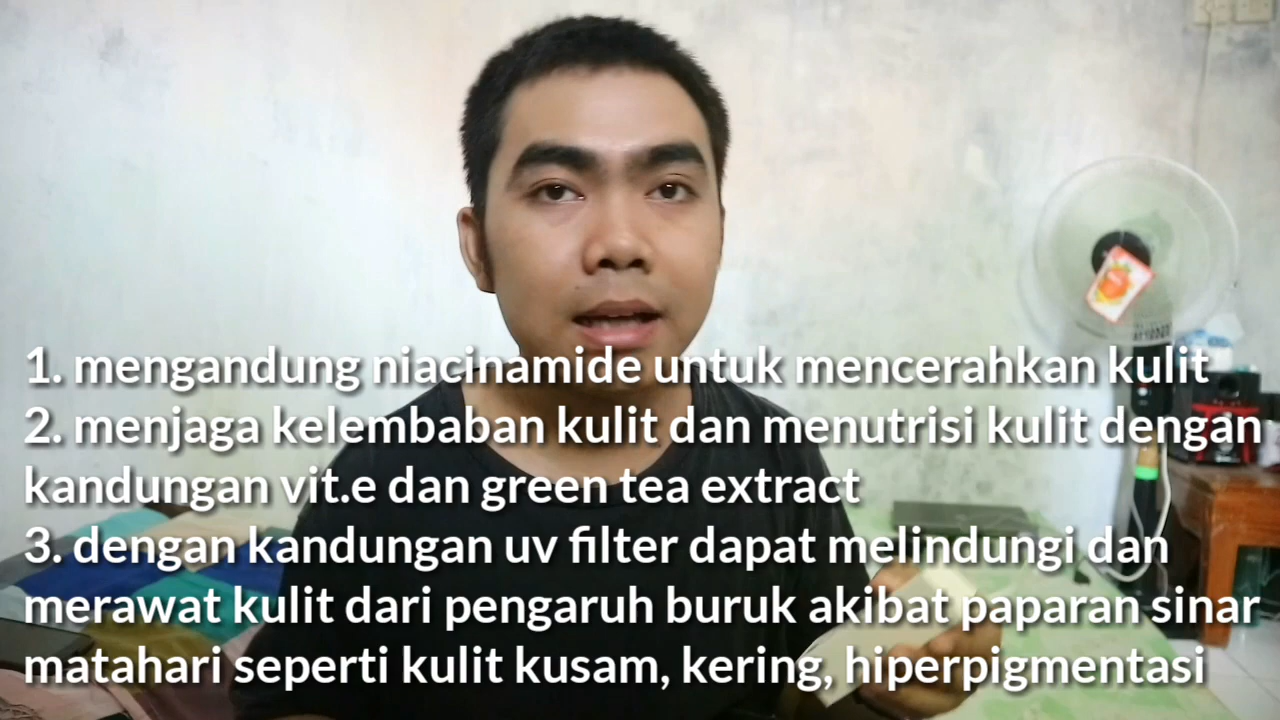 1. mengandung niacinamide untuk mencerahkan kulit
2. menjaga kelembaban kulit dan menutrisi kulit dengan
kandungan vit.e dan green tea extract
3. dengan kandungan uv filter dapat melindungi dan
merawat kulit dari pengaruh buruk akibat paparan sinar
matahari seperti kulit kusam, kering, hiperpigmentasi